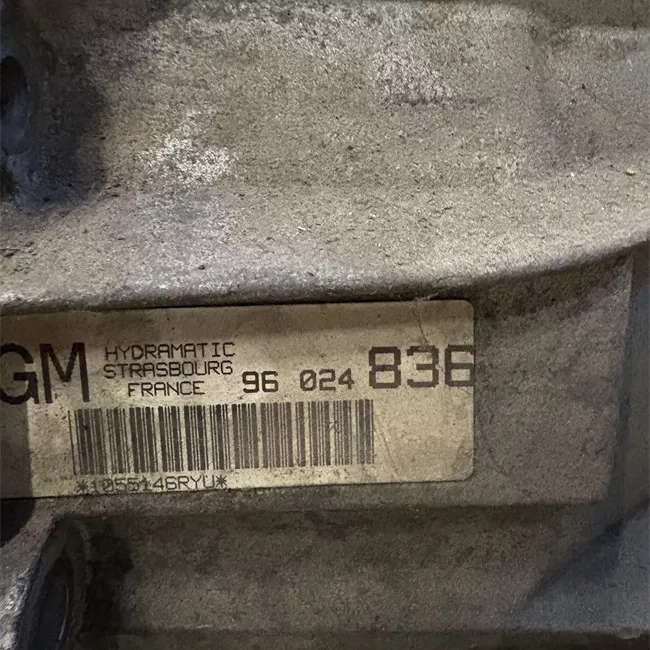 GM HYDRAMATIC
STRASBOURG
FRANCE 96 024 836
*1055146RYU*